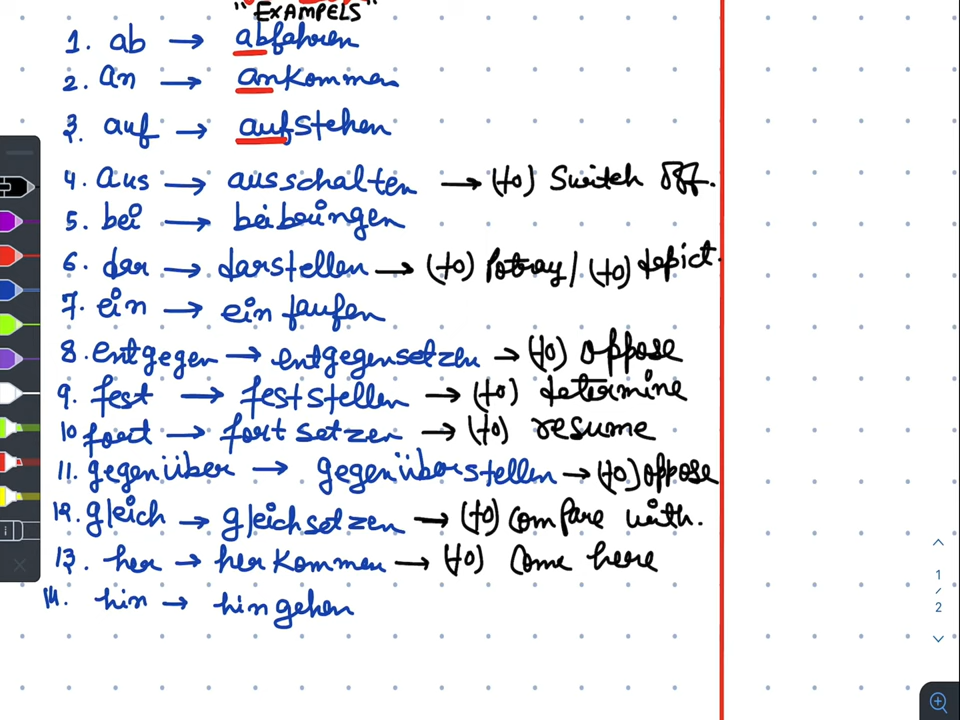 "EXAMPELS"
1. ab → abfahren
2. An → ankommen
3. auf → aufstehen
4. Aus → ausschalten → (to) Switch Off.
5. bei → beibringen
6. dar → darstellen → (to) Potray / (to) depict.
7. ein → einlaufen
8. entgegen → entgegensetzen → (to) oppose
9. fest → feststellen → (to) determine
10 fort → fortsetzen → (to) resume
11. gegenüber → gegenüberstellen → (to) oppose
12. gleich → gleichsetzen → (to) compare with.
13. her → herkommen → (to) Come here
14. hin → hingehen
1
/
2